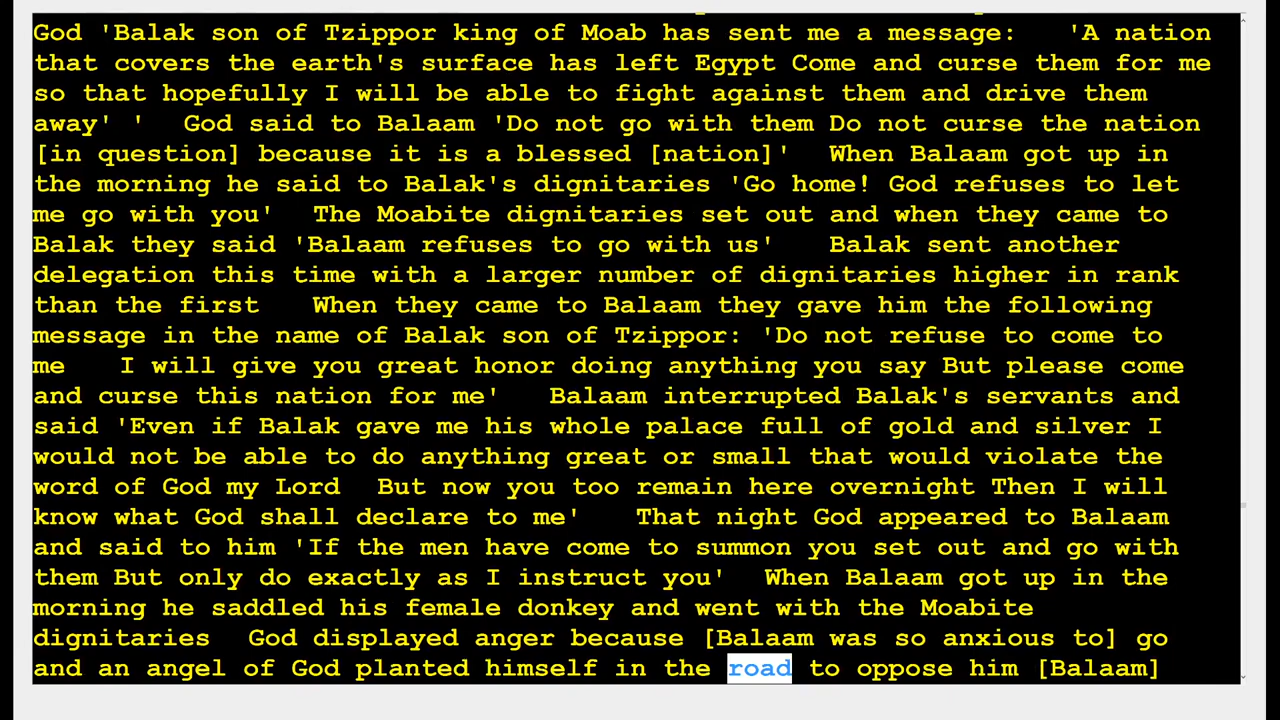 God 'Balak son of Tzippor king of Moab has sent me a message: 'A nation
that covers the earth's surface has left Egypt Come and curse them for me
so that hopefully I will be able to fight against them and drive them
away' ' God said to Balaam 'Do not go with them Do not curse the nation
[in question] because it is a blessed [nation]' When Balaam got up in
the morning he said to Balak's dignitaries 'Go home! God refuses to let
me go with you' The Moabite dignitaries set out and when they came to
Balak they said 'Balaam refuses to go with us' Balak sent another
delegation this time with a larger number of dignitaries higher in rank
than the first When they came to Balaam they gave him the following
message in the name of Balak son of Tzippor: 'Do not refuse to come to
me I will give you great honor doing anything you say But please come
and curse this nation for me' Balaam interrupted Balak's servants and
said 'Even if Balak gave me his whole palace full of gold and silver I
would not be able to do anything great or small that would violate the
word of God my Lord But now you too remain here overnight Then I will
know what God shall declare to me' That night God appeared to Balaam
and said to him 'If the men have come to summon you set out and go with
them But only do exactly as I instruct you' When Balaam got up in the
morning he saddled his female donkey and went with the Moabite
dignitaries God displayed anger because [Balaam was so anxious to] go
and an angel of God planted himself in the road to oppose him [Balaam]